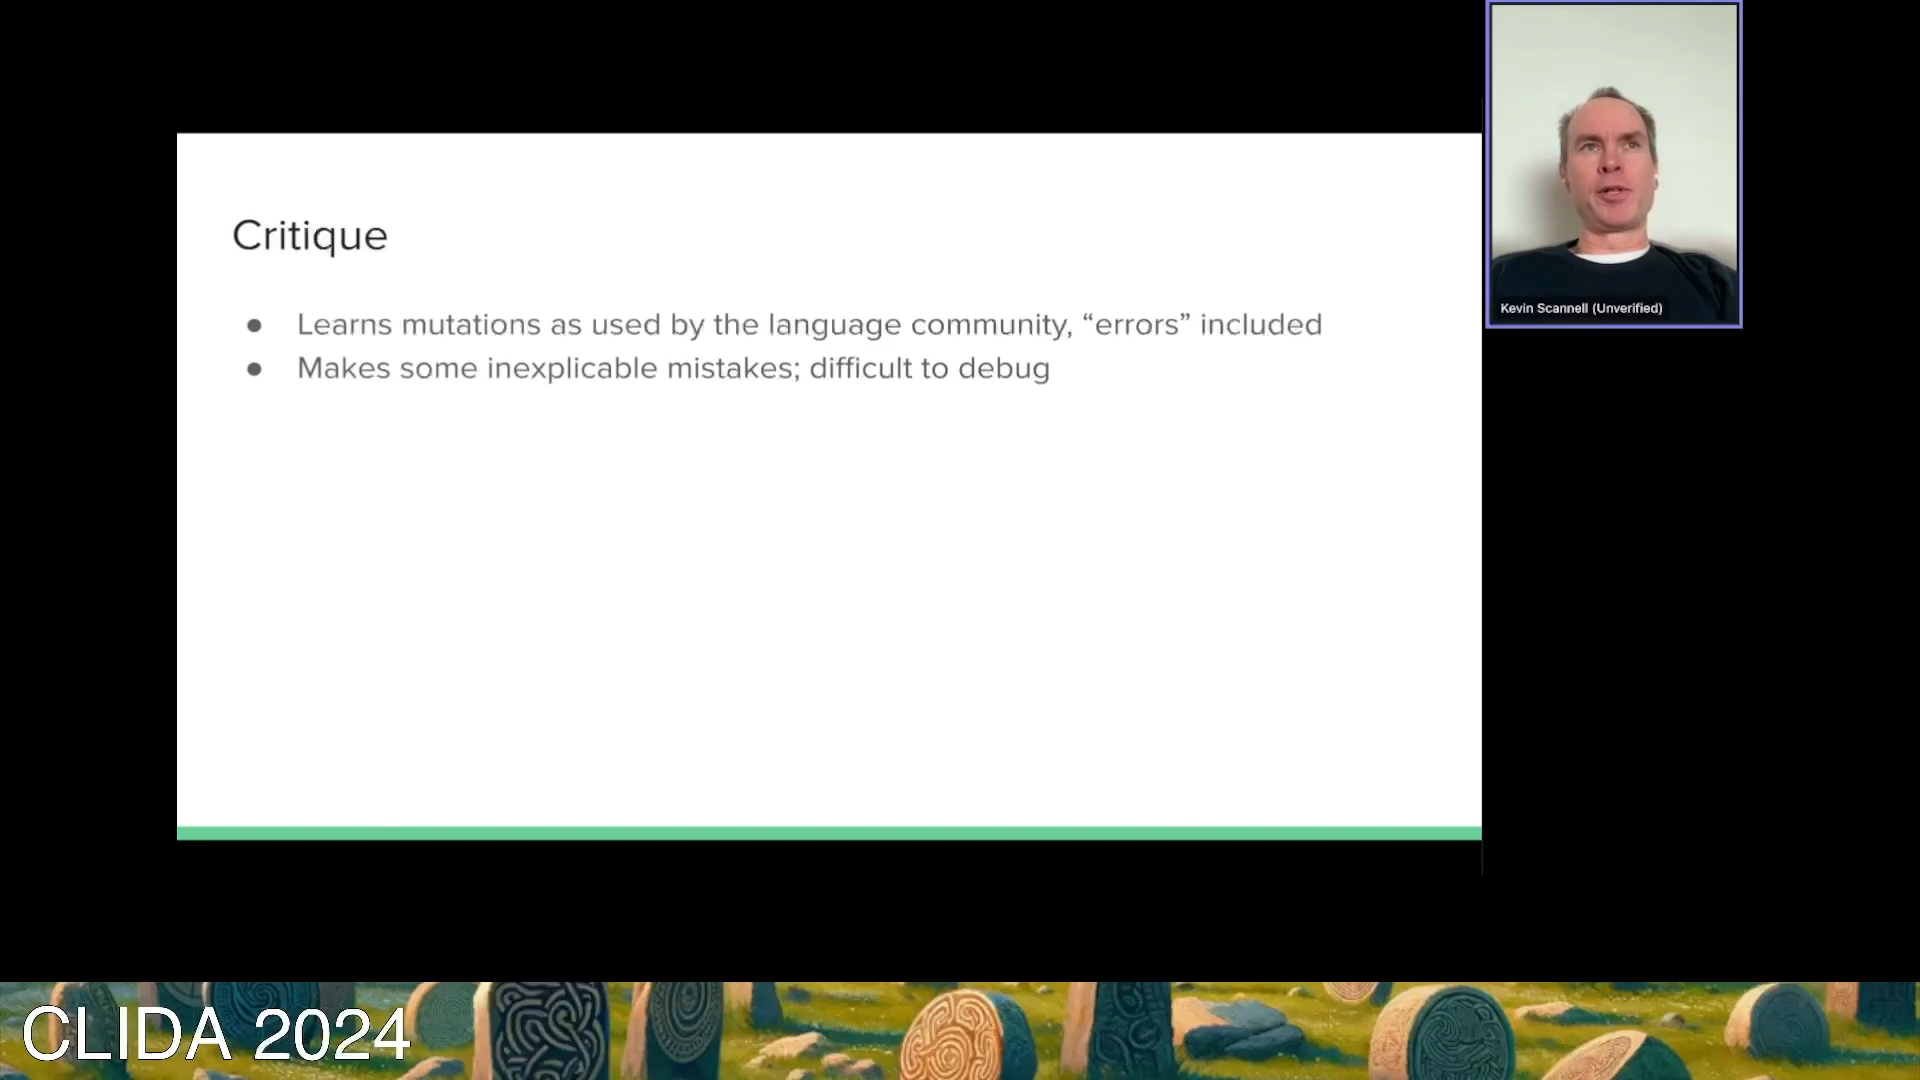 Critique
● Learns mutations as used by the language community, “errors” included
● Makes some inexplicable mistakes; difficult to debug
Kevin Scannell (Unverified)
CLIDA 2024